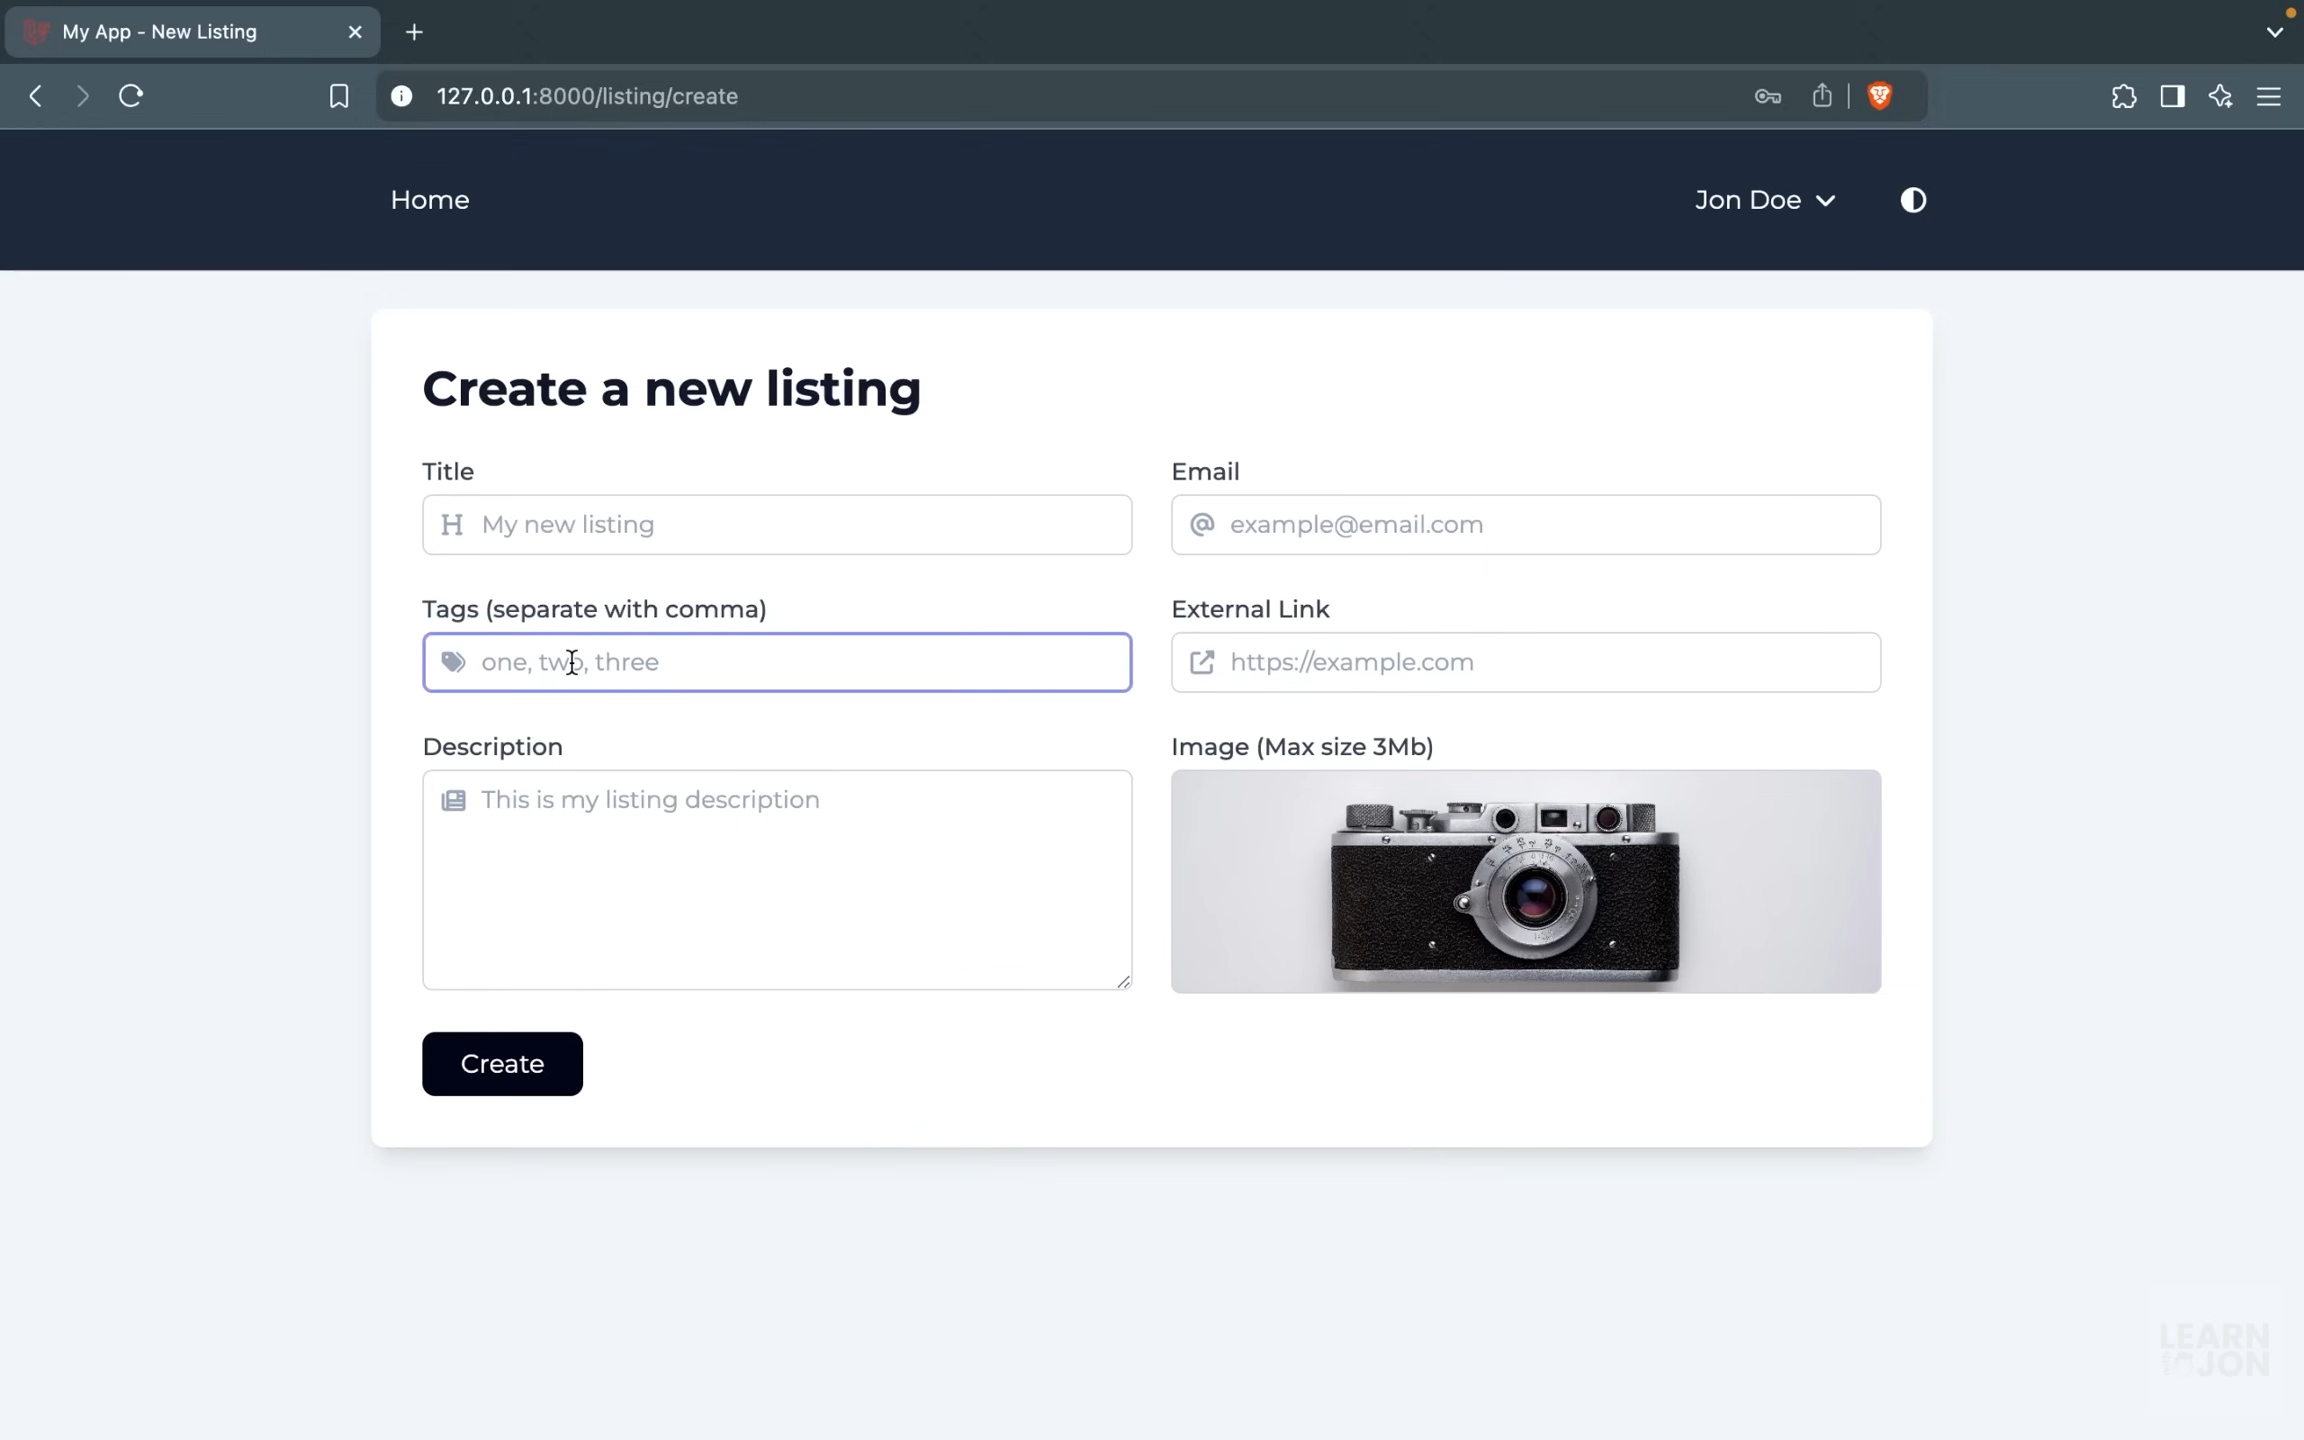 My App - New Listing
127.0.0.1:8000/listing/create
Home
Jon Doe
Create a new listing
Title
Email
My new listing
example@email.com
Tags (separate with comma)
External Link
one, two, three
https://example.com
Description
Image (Max size 3Mb)
This is my listing description
Create
LEARN
JON